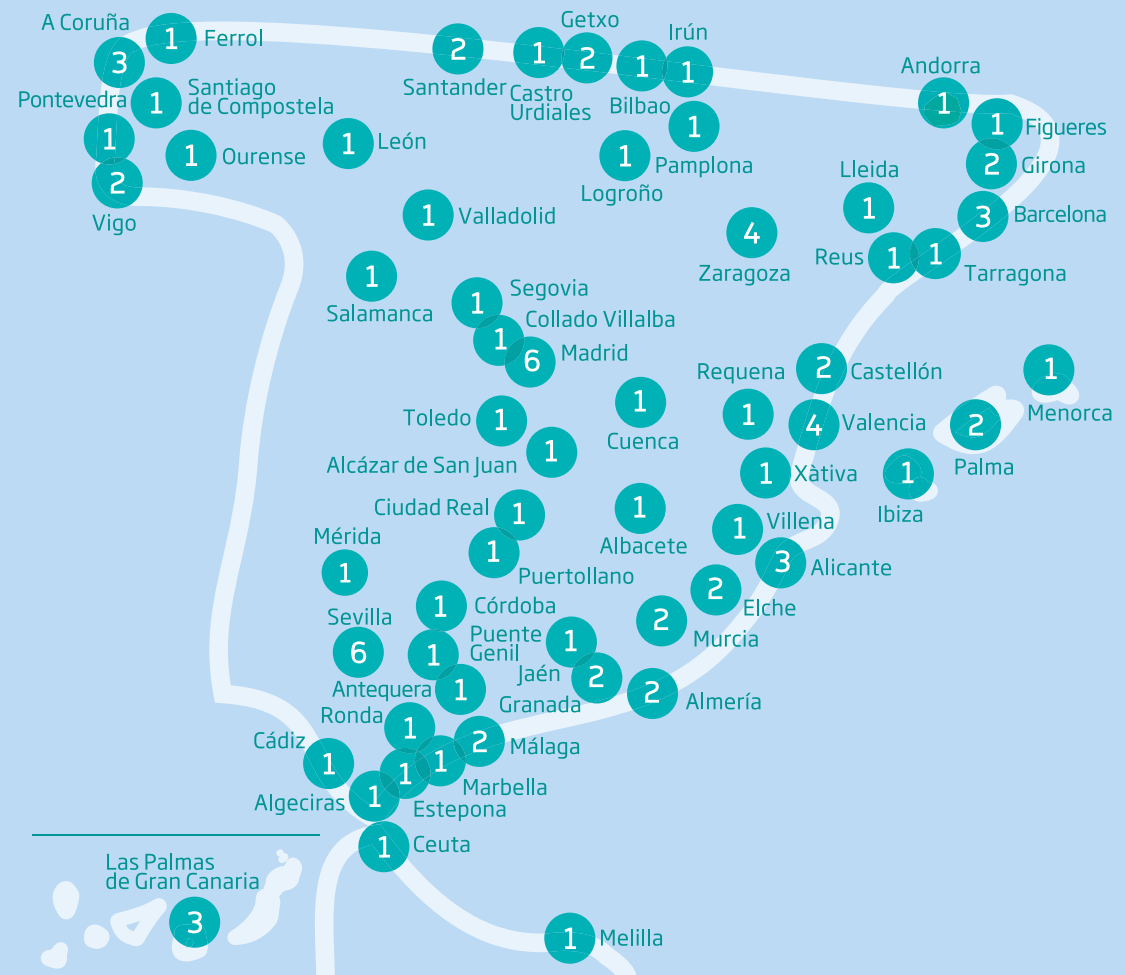 A Coruña
3
1
Ferrol
Pontevedra
1
1
Santiago
de Compostela
2
Vigo
1
Ourense
1
León
2
Santander
1
Castro
Urdiales
Getxo
2
1
Bilbao
Irún
1
1
Pamplona
1
Logroño
Andorra
1
1
Figueres
2
Girona
Lleida
1
3
Barcelona
Reus
1
1
Tarragona
1
Valladolid
4
Zaragoza
1
Salamanca
1
Segovia
1
Collado Villalba
6
Madrid
Requena
1
2
Castellón
4
Valencia
1
Menorca
2
Palma
1
Ibiza
Toledo
1
1
Cuenca
Alcázar de San Juan
1
1
Xàtiva
Ciudad Real
1
1
Albacete
1
Villena
3
Alicante
Mérida
1
1
Puertollano
2
Elche
2
Murcia
1
Córdoba
Sevilla
6
1
Puente
Genil
1
Jaén
2
Granada
2
Almería
Antequera
1
Ronda
1
2
Málaga
Cádiz
1
1
Marbella
1
Estepona
Algeciras
1
1
Ceuta
Las Palmas
de Gran Canaria
3
1
Melilla